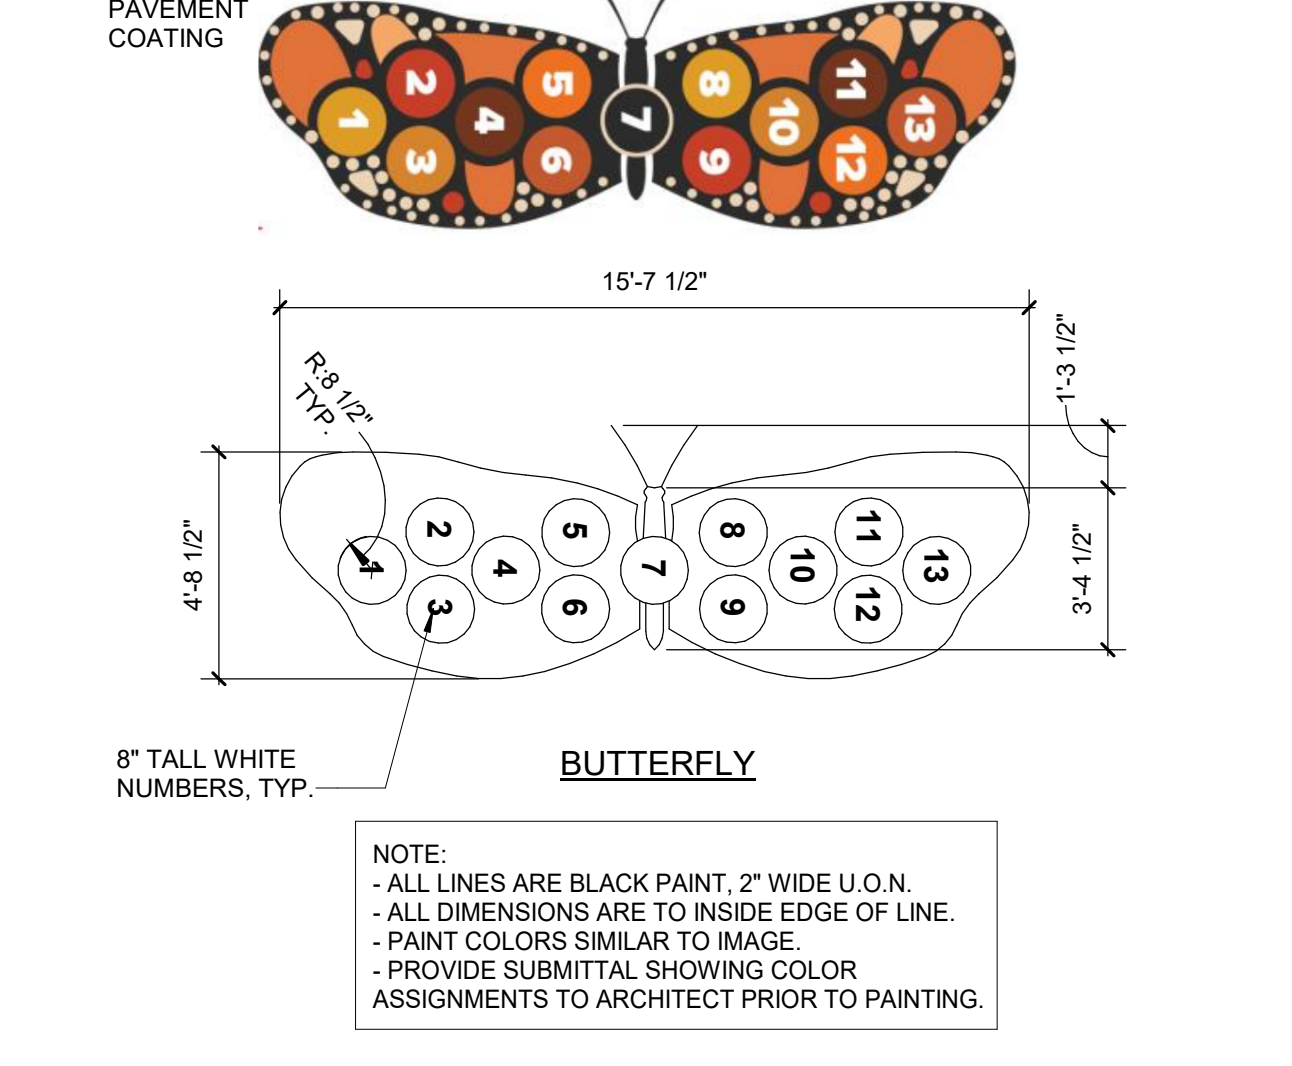 PAVEMENT
COATING
1
2
3
4
5
6
7
8
9
10
11
12
13
15'-7 1/2"
1'-3 1/2"
R:8 1/2"
TYP.
4'-8 1/2"
3'-4 1/2"
1
2
3
4
5
6
7
8
9
10
11
12
13
8" TALL WHITE
NUMBERS, TYP.
BUTTERFLY
NOTE:
- ALL LINES ARE BLACK PAINT, 2" WIDE U.O.N.
- ALL DIMENSIONS ARE TO INSIDE EDGE OF LINE.
- PAINT COLORS SIMILAR TO IMAGE.
- PROVIDE SUBMITTAL SHOWING COLOR
ASSIGNMENTS TO ARCHITECT PRIOR TO PAINTING.